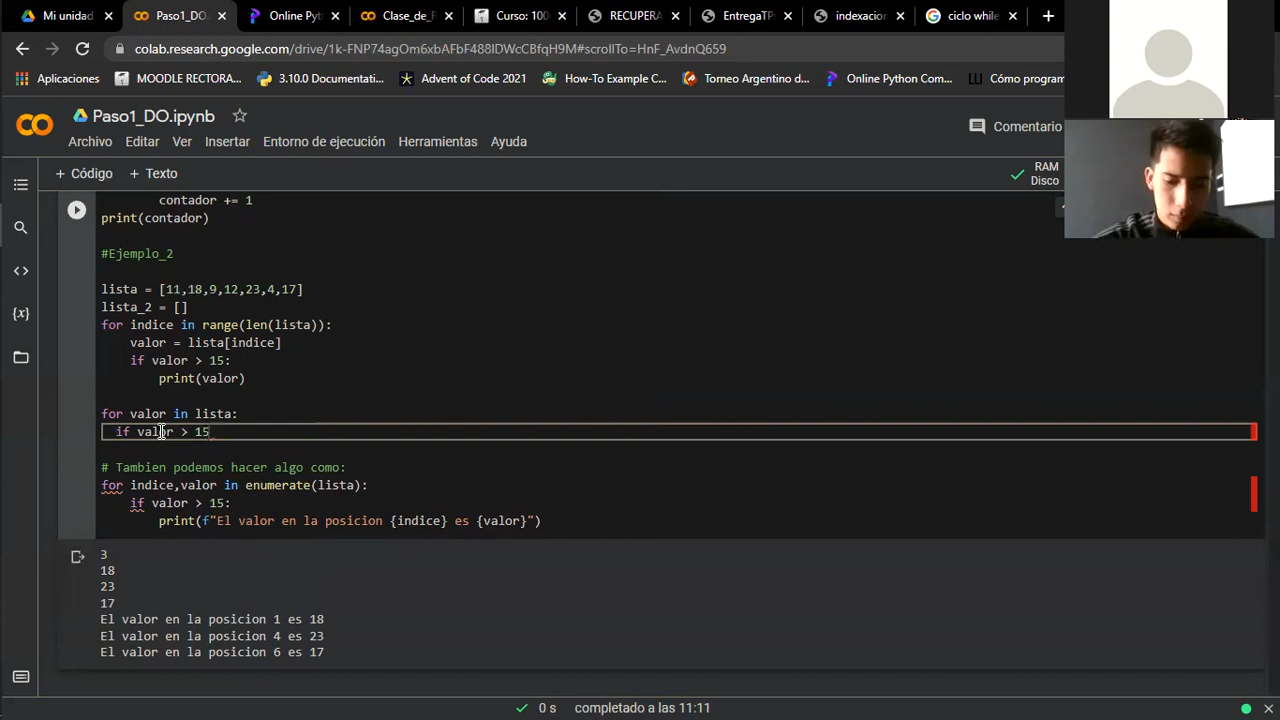 Mi unidad
Paso1_DO.
Online Pyt
Clase_de_F
Curso: 100
RECUPERA
EntregaTP
indexacion
ciclo while
colab.research.google.com/drive/1k-FNP74agOm6xbAFbF488IDWcCBfqH9M#scrollTo=HnF_AvdnQ659
Aplicaciones
MOODLE RECTORA...
3.10.0 Documentati...
Advent of Code 2021
How-To Example C...
Torneo Argentino d...
Online Python Com...
Cómo program
Paso1_DO.ipynb
Archivo Editar Ver Insertar Entorno de ejecución Herramientas Ayuda
Comentario
+ Código + Texto
RAM
Disco
contador += 1
print(contador)
#Ejemplo_2
lista = [11,18,9,12,23,4,17]
lista_2 = []
for indice in range(len(lista)):
valor = lista[indice]
if valor > 15:
print(valor)
for valor in lista:
if valor > 15
# Tambien podemos hacer algo como:
for indice,valor in enumerate(lista):
if valor > 15:
print(f"El valor en la posicion {indice} es {valor}")
3
18
23
17
El valor en la posicion 1 es 18
El valor en la posicion 4 es 23
El valor en la posicion 6 es 17
0 s completado a las 11:11